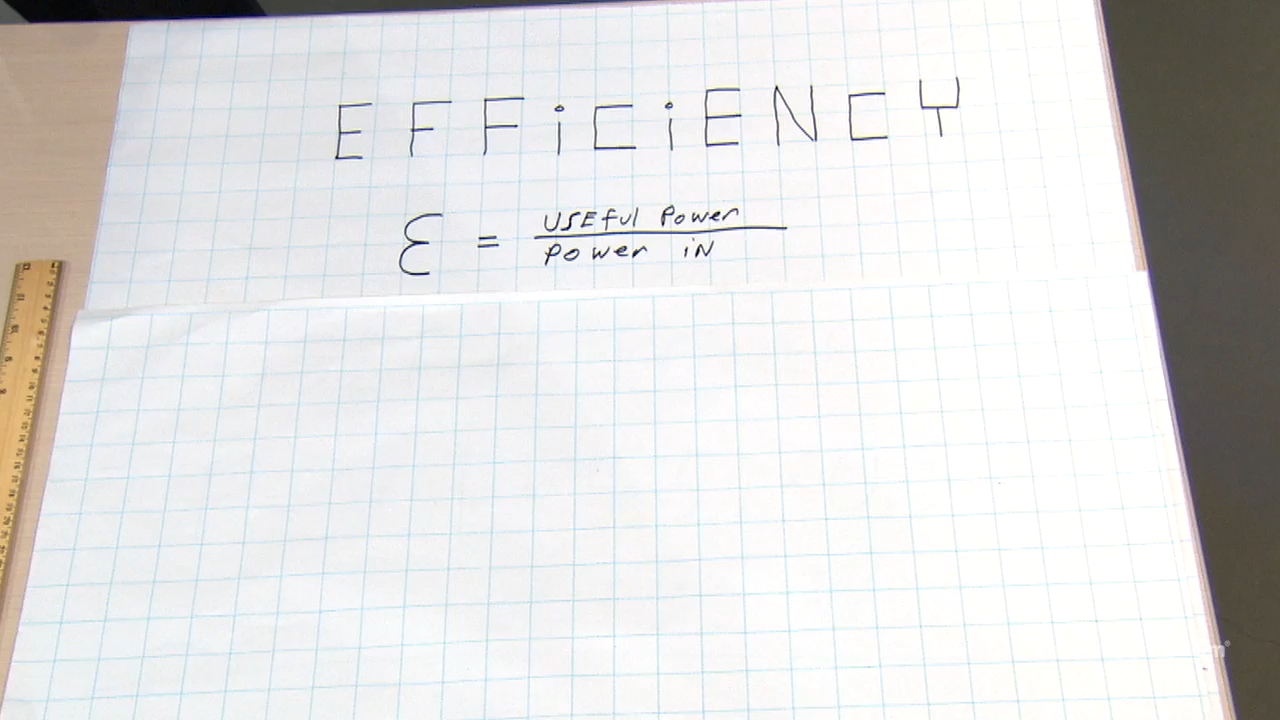 EFFiCiENCY
ε = USEful Power / Power iN